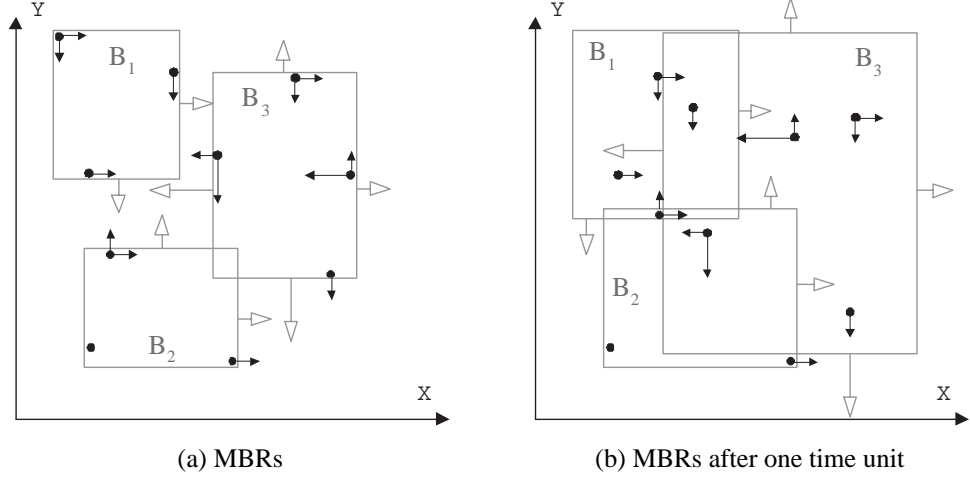 Y
B1
B3
B2
X
(a) MBRs
Y
B1
B3
B2
X
(b) MBRs after one time unit